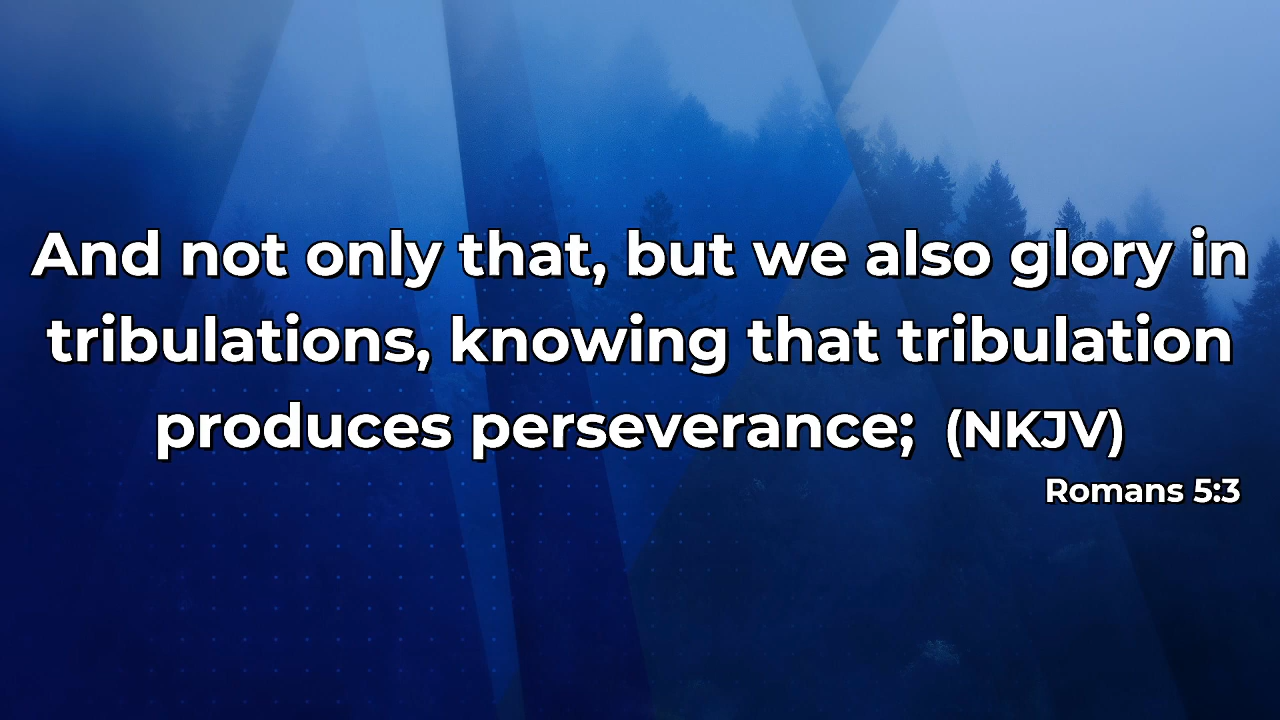 And not only that, but we also glory in
tribulations, knowing that tribulation
produces perseverance; (NKJV)
Romans 5:3